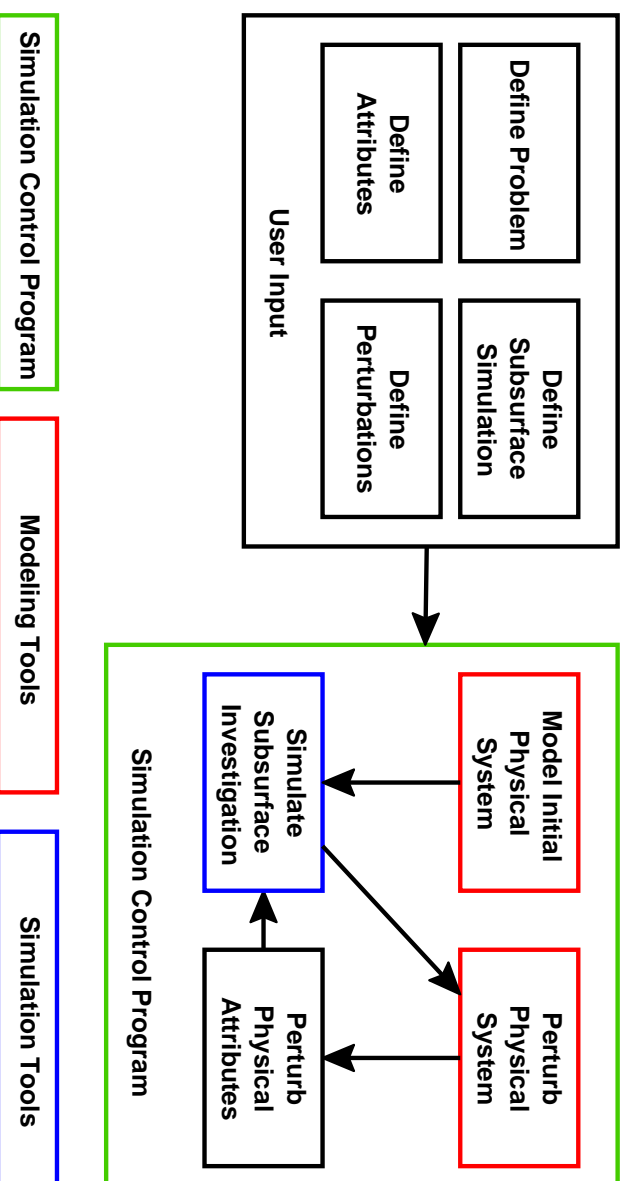 Define Problem
Define
Subsurface
Simulation
Define
Attributes
Define
Perturbations
User Input
Model Initial
Physical
System
Perturb
Physical
System
Simulate
Subsurface
Investigation
Perturb
Physical
Attributes
Simulation Control Program
Simulation Control Program
Modeling Tools
Simulation Tools